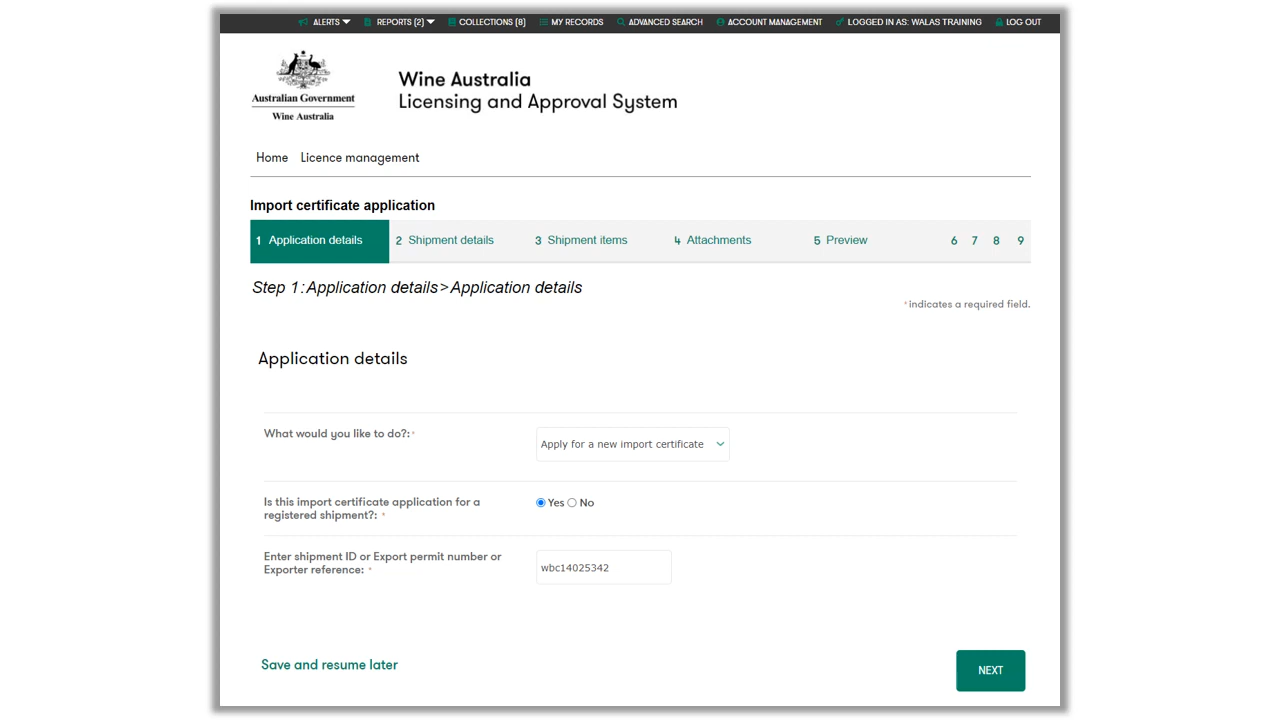 ALERTS REPORTS (2) COLLECTIONS (8) MY RECORDS ADVANCED SEARCH ACCOUNT MANAGEMENT LOGGED IN AS: WALAS TRAINING LOG OUT
Australian Government
Wine Australia
Wine Australia
Licensing and Approval System
Home Licence management
Import certificate application
1 Application details 2 Shipment details 3 Shipment items 4 Attachments 5 Preview 6 7 8 9
Step 1:Application details>Application details
*indicates a required field.
Application details
What would you like to do?:*
Apply for a new import certificate
Is this import certificate application for a
registered shipment?: *
Yes No
Enter shipment ID or Export permit number or
Exporter reference: *
wbc14025342
Save and resume later
NEXT